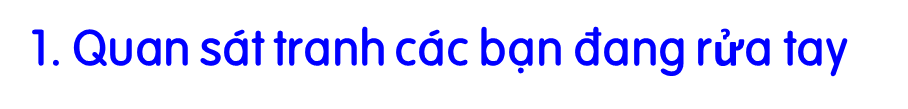 1. Quan sát tranh các bạn đang rửa tay